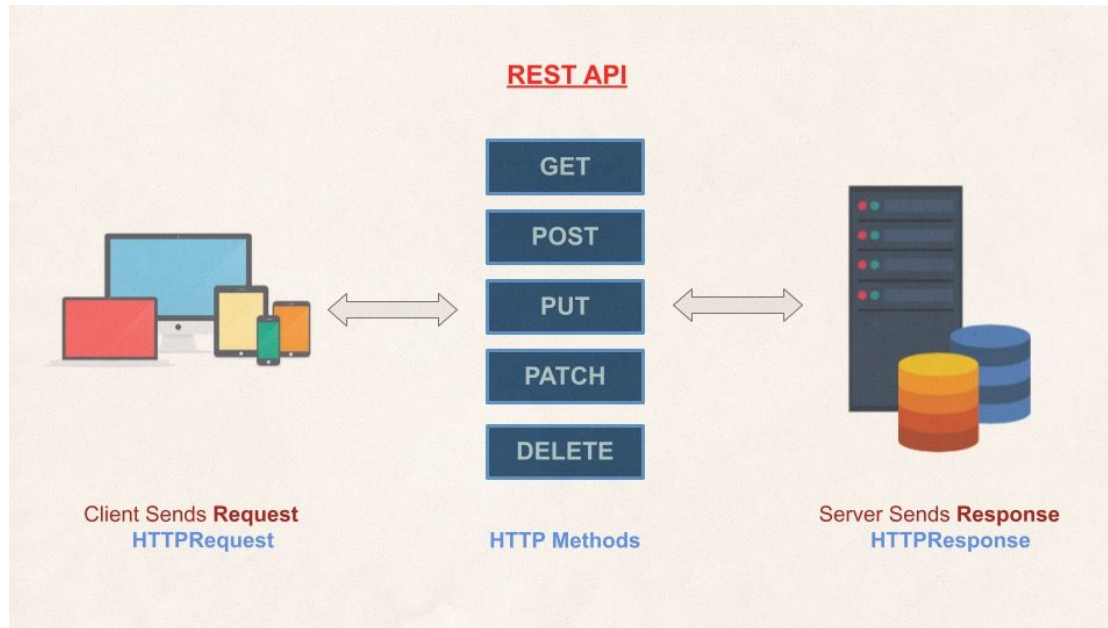 REST API
GET
POST
PUT
PATCH
DELETE
Client Sends Request
HTTPRequest
HTTP Methods
Server Sends Response
HTTPResponse